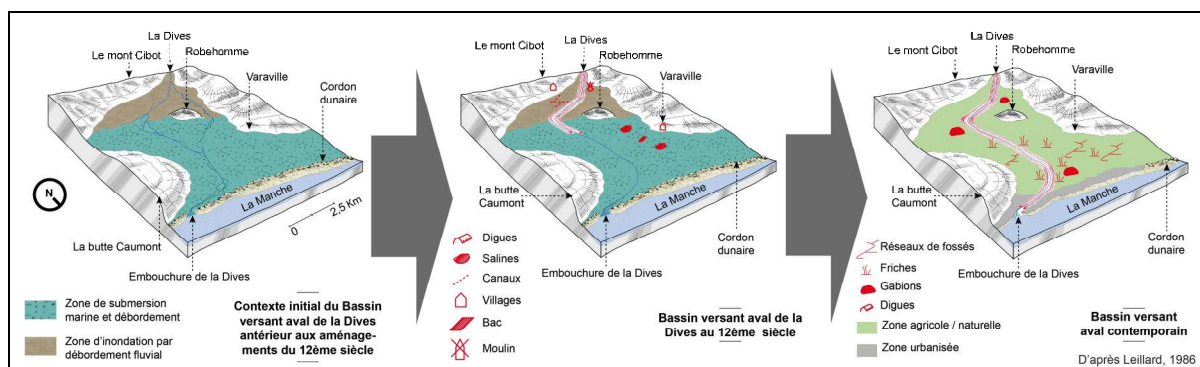 La Dives
Le mont Cibot
Robehomme
Varaville
Cordon
dunaire
N
La Manche
0
2,5 Km
La butte Caumont
Embouchure de la Dives
Zone de submersion
marine et débordement
Zone d'inondation par
débordement fluvial
Contexte initial du Bassin
versant aval de la Dives
antérieur aux aménage-
ments du 12ème siècle
La Dives
Le mont Cibot
Robehomme
Varaville
La butte
Caumont
La Manche
Cordon
dunaire
Embouchure de la Dives
Digues
Salines
Canaux
Villages
Bac
Moulin
Bassin versant aval de la
Dives au 12ème siècle
La Dives
Le mont Cibot
Robehomme
Varaville
La butte
Caumont
La Manche
Cordon
dunaire
Embouchure de la Dives
Réseaux de fossés
Friches
Gabions
Digues
Zone agricole / naturelle
Zone urbanisée
Bassin versant
aval contemporain
D'après Leillard, 1986